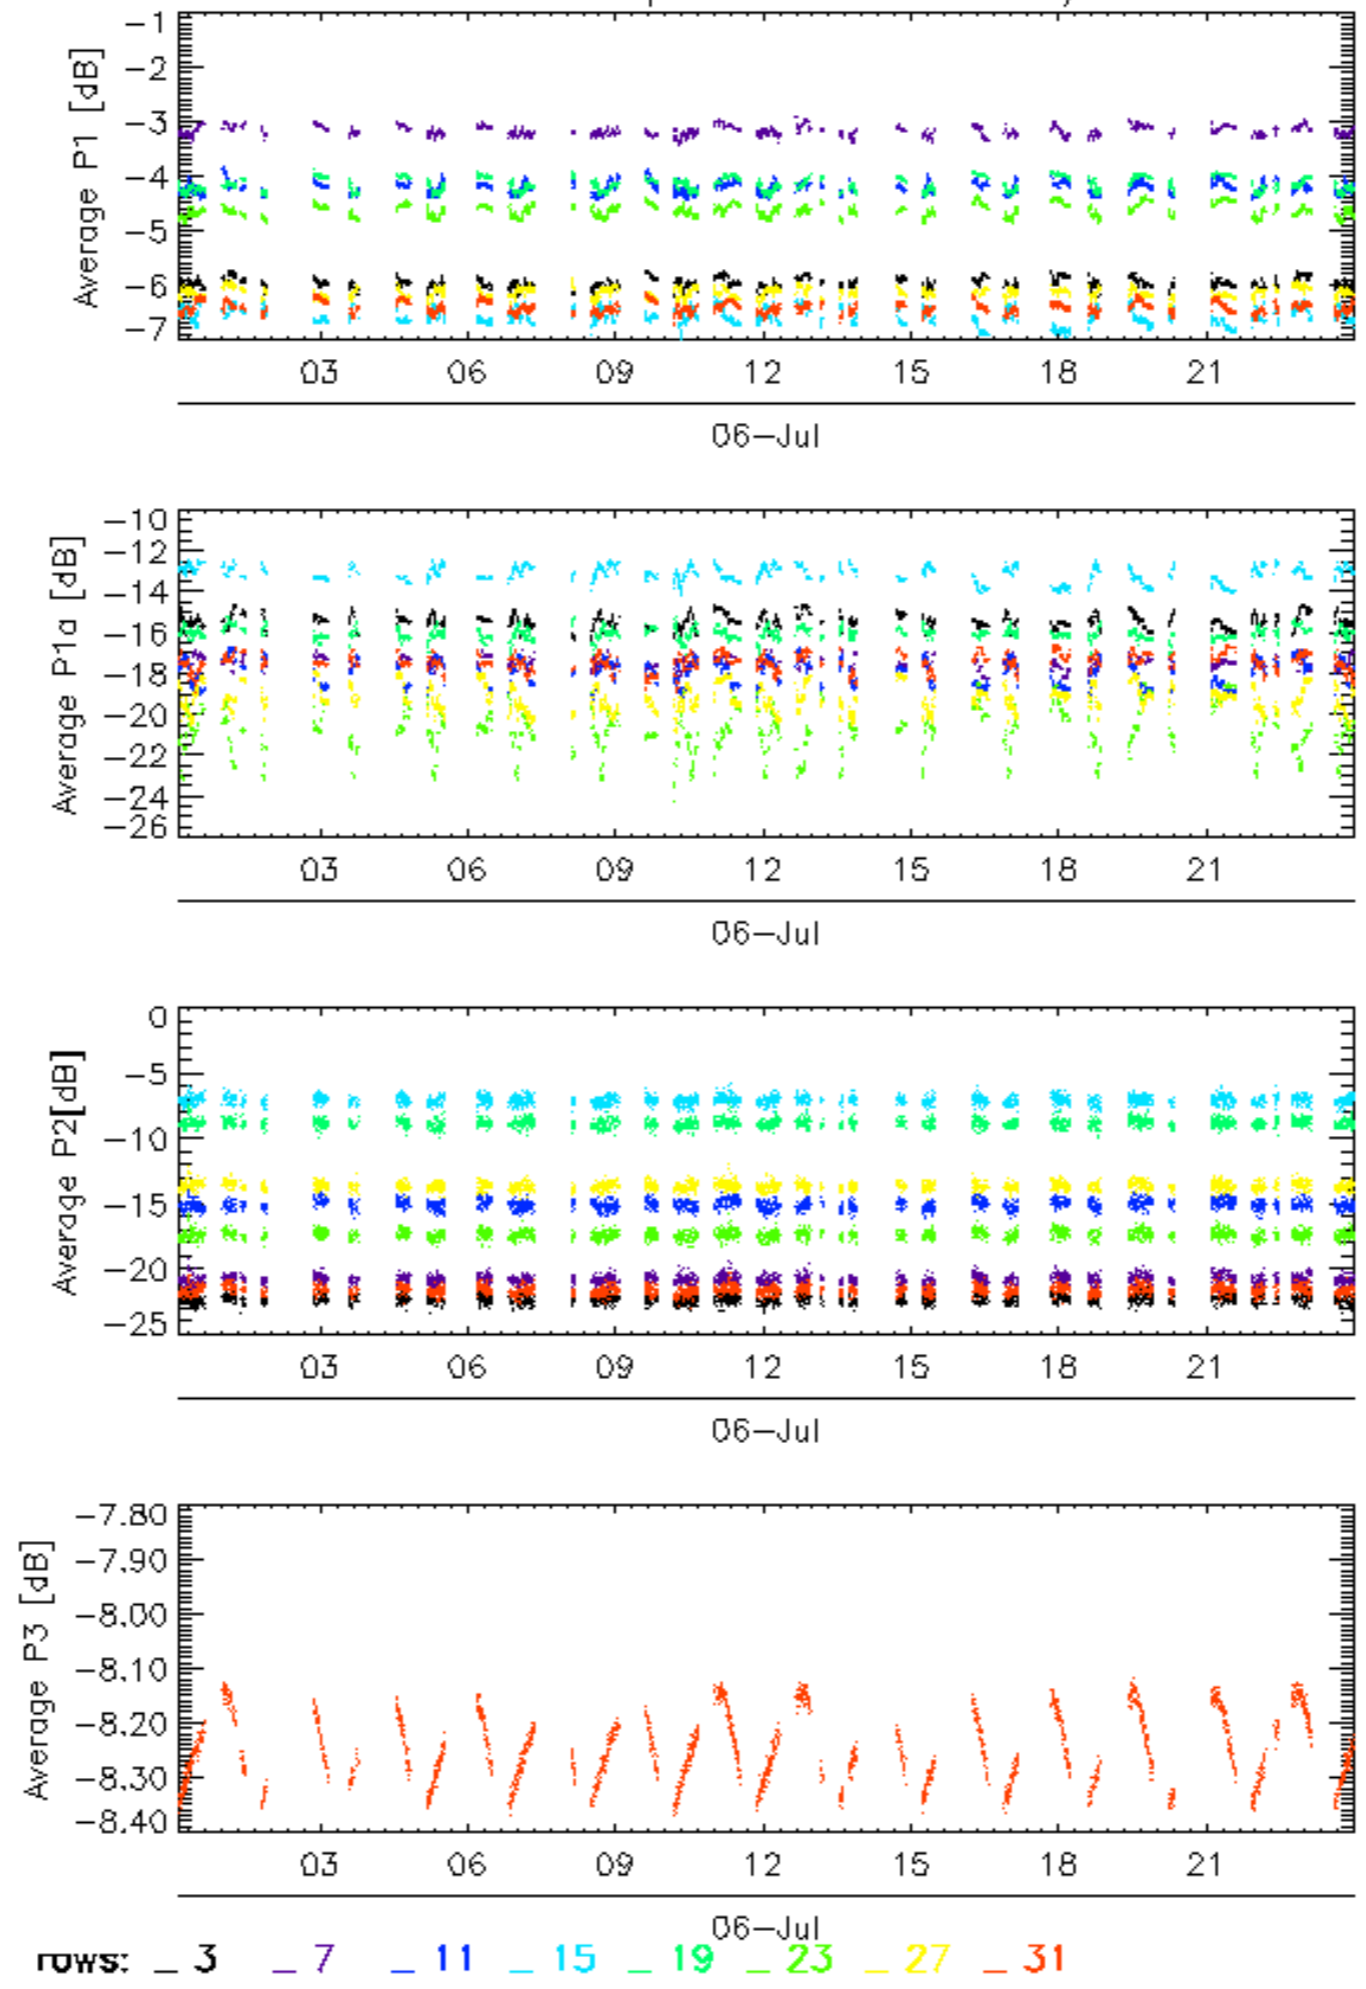 Average P1 [dB]
-1
-2
-3
-4
-5
-6
-7
03 06 09 12 15 18 21
06-Jul
Average P1a [dB]
-10
-12
-14
-16
-18
-20
-22
-24
-26
03 06 09 12 15 18 21
06-Jul
Average P2[dB]
0
-5
-10
-15
-20
-25
03 06 09 12 15 18 21
06-Jul
Average P3 [dB]
-7.80
-7.90
-8.00
-8.10
-8.20
-8.30
-8.40
03 06 09 12 15 18 21
06-Jul
rows: _ 3 _ 7 _ 11 _ 15 _ 19 _ 23 _ 27 _ 31